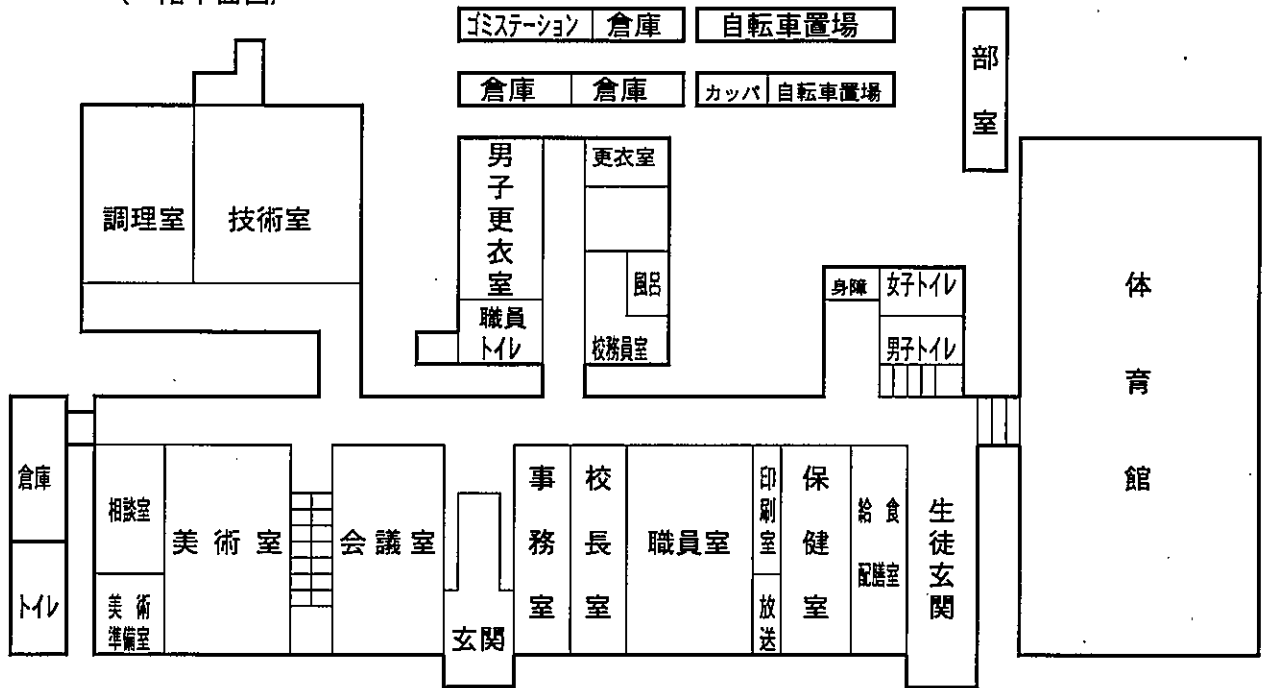 ゴミステーション 倉庫 自転車置場
倉庫 倉庫 カッパ 自転車置場
部室
男子更衣室
更衣室
調理室 技術室
風呂
職員トイレ
校務員室
身障 女子トイレ
男子トイレ
体育館
倉庫
トイレ
相談室
美術準備室
美術室
会議室
玄関
事務室
校長室
職員室
印刷室
放送
保健室
給食配膳室
生徒玄関